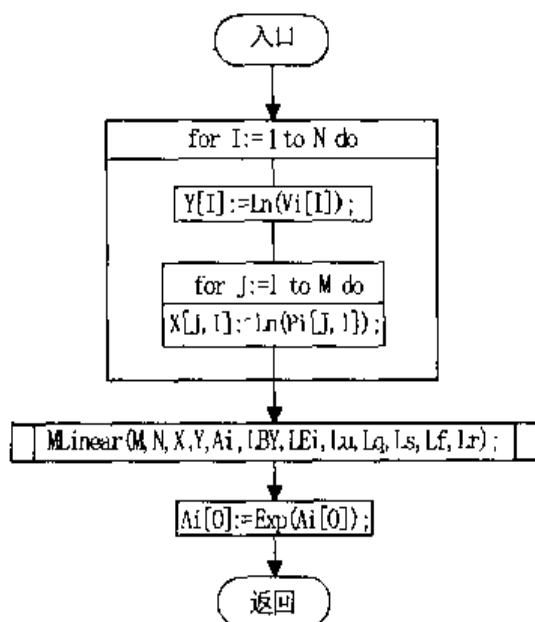 入口
for I:=1 to N do
Y[I]:=Ln(Vi[I]);
for J:=1 to M do
X[J,I]:=Ln(Pi[J,I]);
MLinear(M,N,X,Y,Ai,LBY,LEi,Lu,Lq,Ls,Lf,Lr);
Ai[0]:=Exp(Ai[0]);
返回